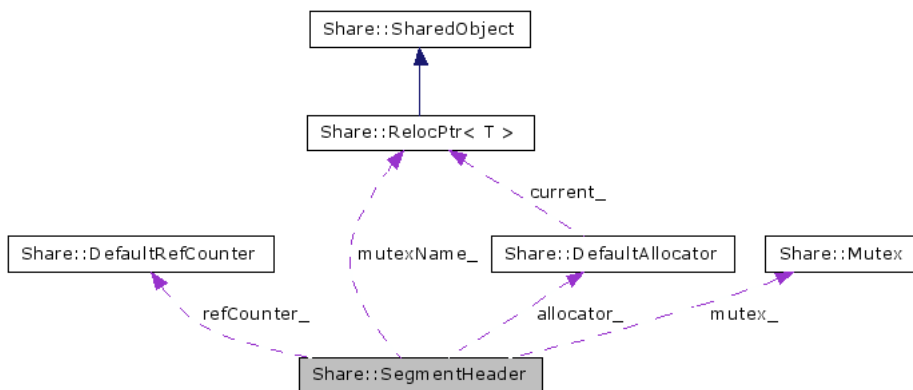 Share::SharedObject
Share::RelocPtr< T >
current_
Share::DefaultRefCounter
mutexName_
Share::DefaultAllocator
Share::Mutex
refCounter_
allocator_
mutex_
Share::SegmentHeader